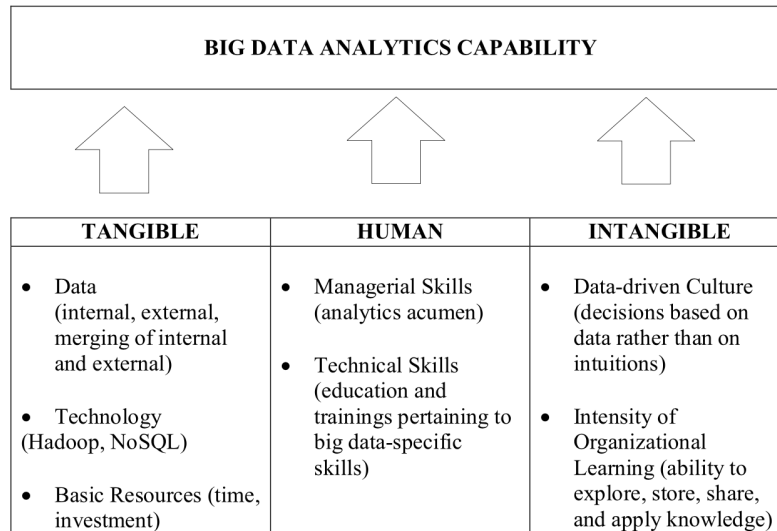 BIG DATA ANALYTICS CAPABILITY
TANGIBLE
• Data
(internal, external,
merging of internal
and external)
• Technology
(Hadoop, NoSQL)
• Basic Resources (time,
investment)
HUMAN
• Managerial Skills
(analytics acumen)
• Technical Skills
(education and
trainings pertaining to
big data-specific
skills)
INTANGIBLE
• Data-driven Culture
(decisions based on
data rather than on
intuitions)
• Intensity of
Organizational
Learning (ability to
explore, store, share,
and apply knowledge)